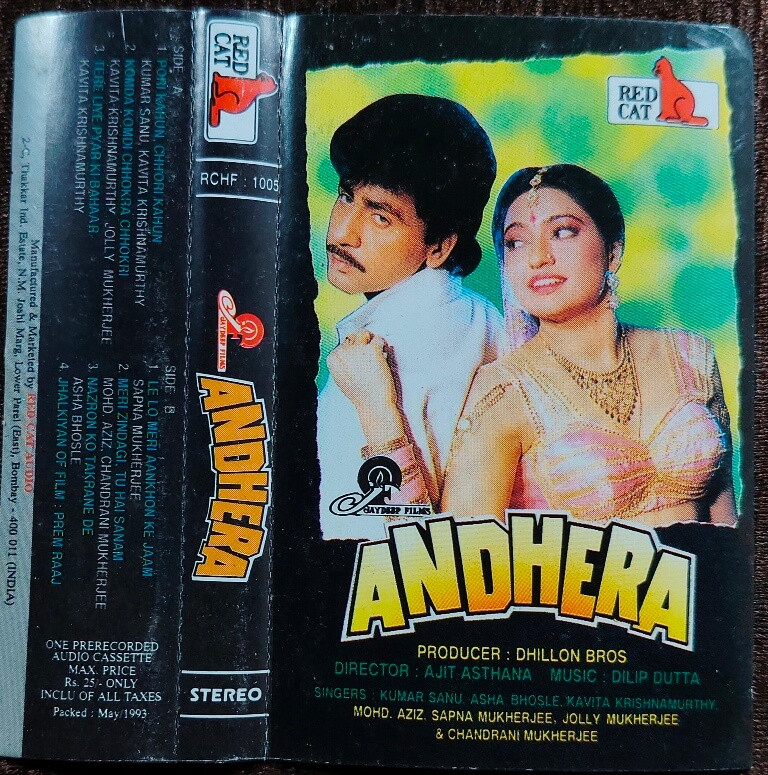 SIDE A
1. PORI KAHUN, CHHORI KAHUN
KUMAR SANU, KAVITA KRISHNAMURTHY
2. KOMDA KOMDI CHHOKRA CHHOKRI
KAVITA KRISHNAMURTHY JOLLY MUKHERJEE
3. TERE LIYE PYAR KI BAHAAR
KAVITA KRISHNAMURTHY
SIDE B
1. LE LO MERI AANKHON KE JAAM
SAPNA MUKHERJEE
2. MERI ZINDAGI, TU HAI SANAM
MOHD. AZIZ, CHANDRANI MUKHERJEE
3. NAZRON KO TAKRANE DE
ASHA BHOSLE
4. JHALKIYAN OF FILM : PREM RAAJ
Manufactured & Marketed by RED CAT AUDIO
2-C, Thakkar Ind. Estate, N.M. Joshi Marg, Lower Parel (East), Bombay - 400 011 (INDIA)
ONE PRERECORDED
AUDIO CASSETTE
MAX. PRICE
Rs. 25/- ONLY
INCLU OF ALL TAXES
Packed : May/1993
RED
CAT
RCHF : 1005
JAYDEEP FILMS
ANDHERA
STEREO
RED
CAT
JAYDEEP FILMS
ANDHERA
PRODUCER : DHILLON BROS
DIRECTOR : AJIT ASTHANA MUSIC : DILIP DUTTA
SINGERS : KUMAR SANU, ASHA BHOSLE, KAVITA KRISHNAMURTHY,
MOHD. AZIZ, SAPNA MUKHERJEE, JOLLY MUKHERJEE
& CHANDRANI MUKHERJEE